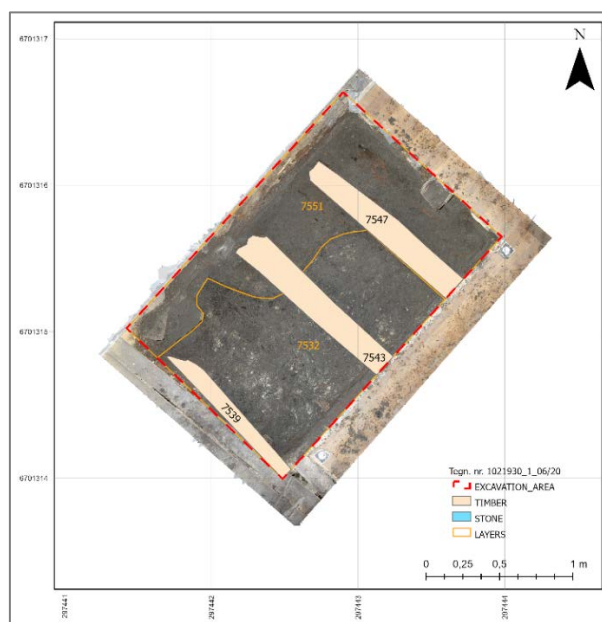 6701317
N
6701316
7551
7547
6701315
7532
7543
7539
6701314
Tegn. nr. 1021930_1_06/20
EXCAVATION_AREA
TIMBER
STONE
LAYERS
0 0,25 0,5 1 m
297441 297442 297443 297444